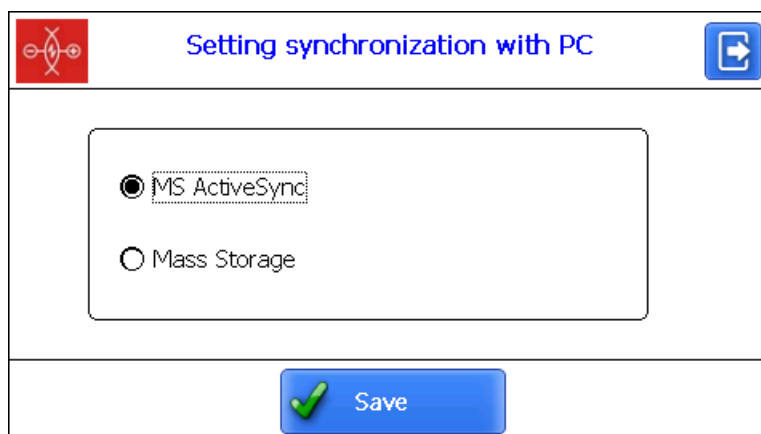 Setting synchronization with PC
MS ActiveSync
Mass Storage
Save